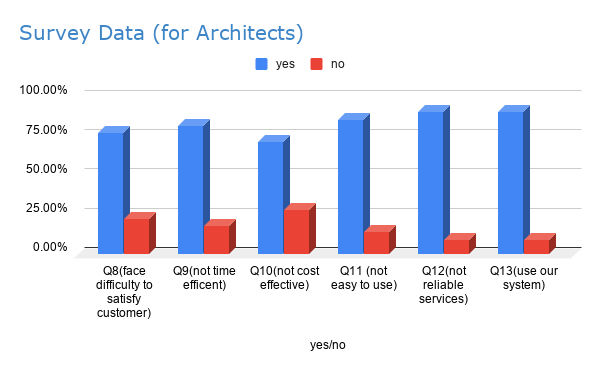 Survey Data (for Architects)
yes no
100.00%
75.00%
50.00%
25.00%
0.00%
Q8(face
difficulty to
satisfy
customer)
Q9(not time
efficent)
Q10(not cost
effective)
Q11 (not
easy to use)
Q12(not
reliable
services)
Q13(use our
system)
yes/no